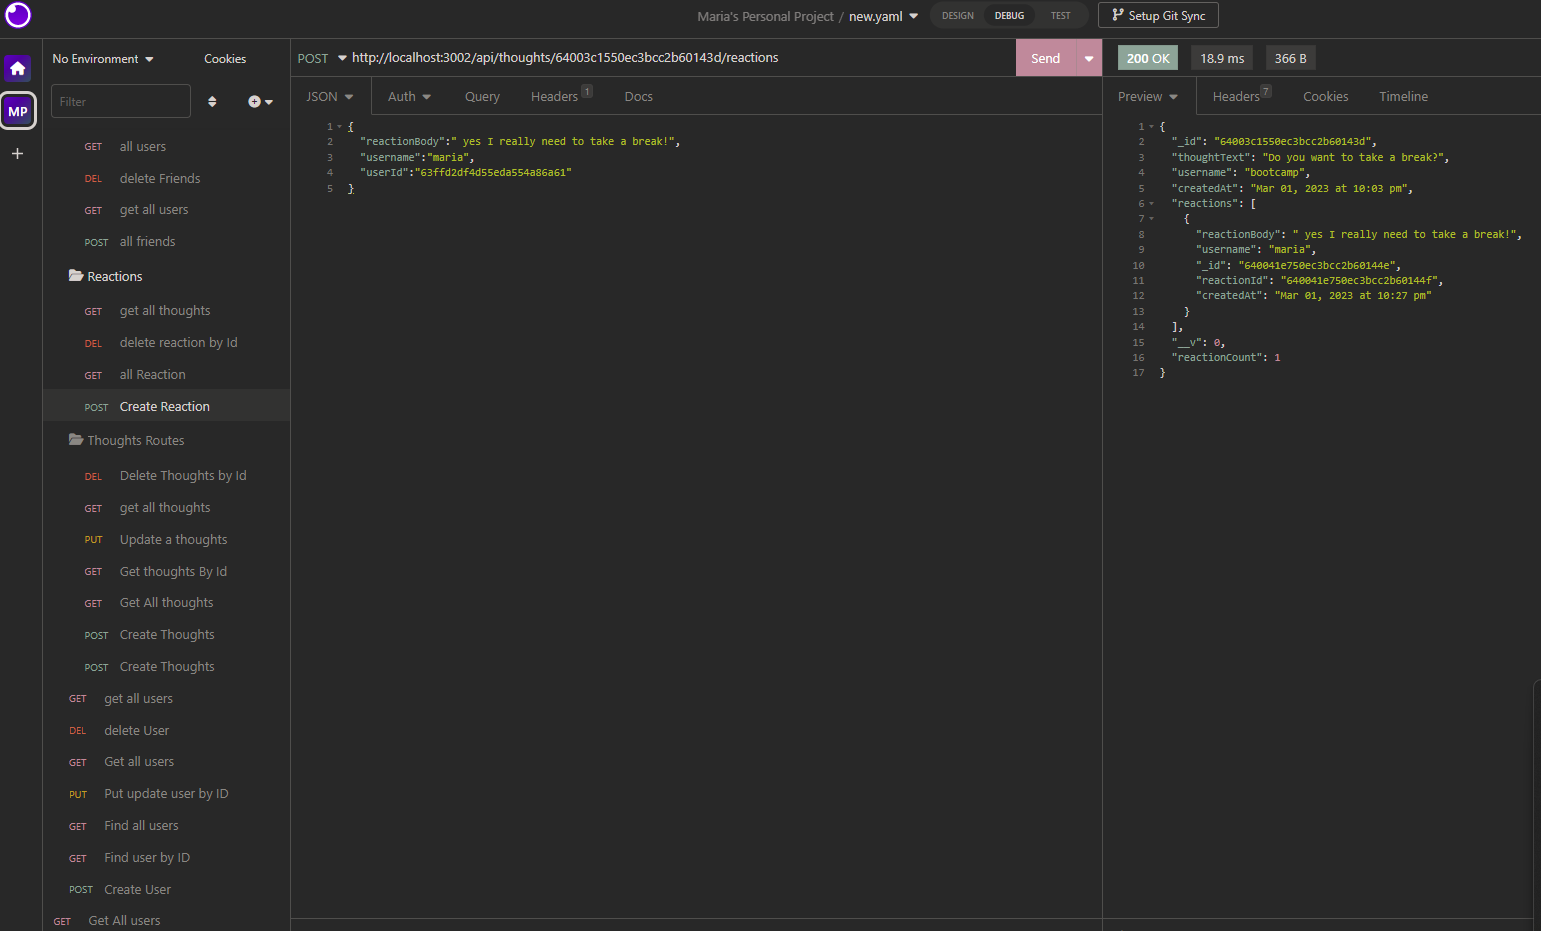 Maria's Personal Project / new.yaml
DESIGN DEBUG TEST
Setup Git Sync
MP
No Environment
Cookies
Filter
GET all users
DEL delete Friends
GET get all users
POST all friends
Reactions
GET get all thoughts
DEL delete reaction by Id
GET all Reaction
POST Create Reaction
Thoughts Routes
DEL Delete Thoughts by Id
GET get all thoughts
PUT Update a thoughts
GET Get thoughts By Id
GET Get All thoughts
POST Create Thoughts
POST Create Thoughts
GET get all users
DEL delete User
GET Get all users
PUT Put update user by ID
GET Find all users
GET Find user by ID
POST Create User
GET Get All users
POST http://localhost:3002/api/thoughts/64003c1550ec3bcc2b60143d/reactions
Send
JSON Auth Query Headers 1 Docs
1 {
2 "reactionBody":" yes I really need to take a break!",
3 "username":"maria",
4 "userId":"63ffd2df4d55eda554a86a61"
5 }
200 OK 18.9 ms 366 B
Preview Headers 7 Cookies Timeline
1 {
2 "_id": "64003c1550ec3bcc2b60143d",
3 "thoughtText": "Do you want to take a break?",
4 "username": "bootcamp",
5 "createdAt": "Mar 01, 2023 at 10:03 pm",
6 "reactions": [
7 {
8 "reactionBody": " yes I really need to take a break!",
9 "username": "maria",
10 "_id": "640041e750ec3bcc2b60144e",
11 "reactionId": "640041e750ec3bcc2b60144f",
12 "createdAt": "Mar 01, 2023 at 10:27 pm"
13 }
14 ],
15 "__v": 0,
16 "reactionCount": 1
17 }